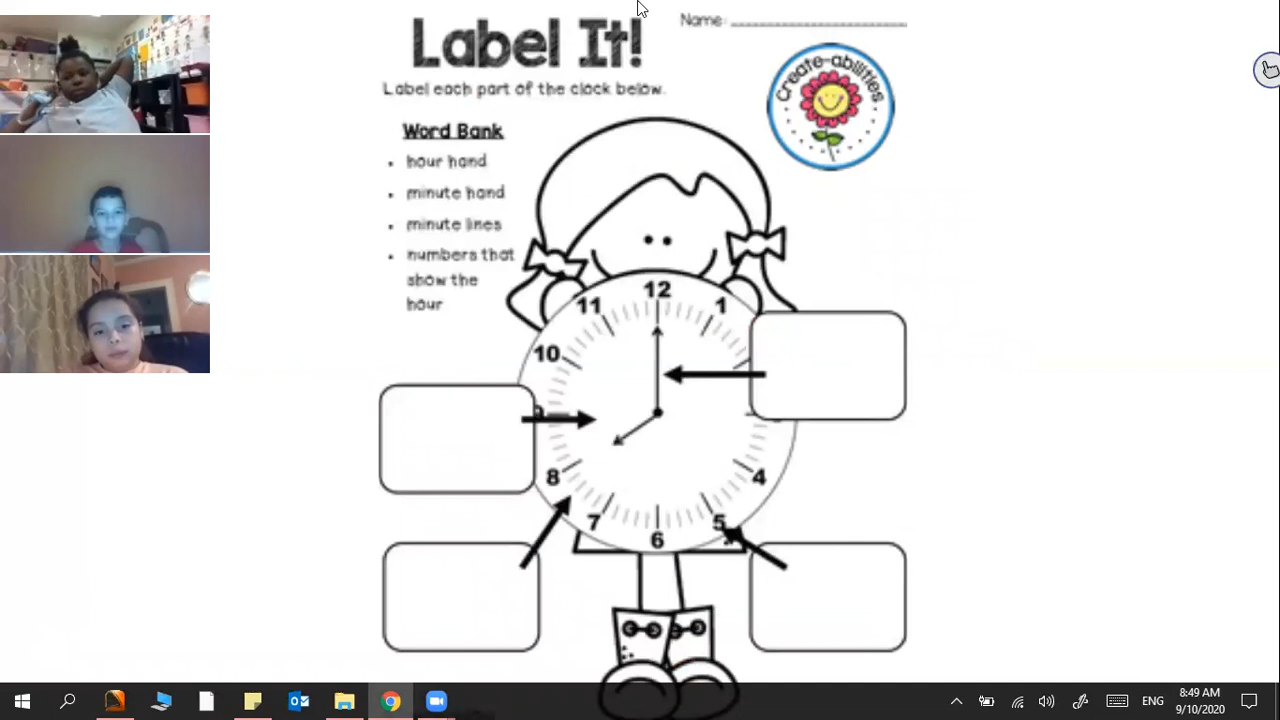 Label It!
Name:
Label each part of the clock below.
Create-abilities
Word Bank
• hour hand
• minute hand
• minute lines
• numbers that
show the
hour
12
11
1
10
9
8
4
7
5
6
ENG
8:49 AM
9/10/2020